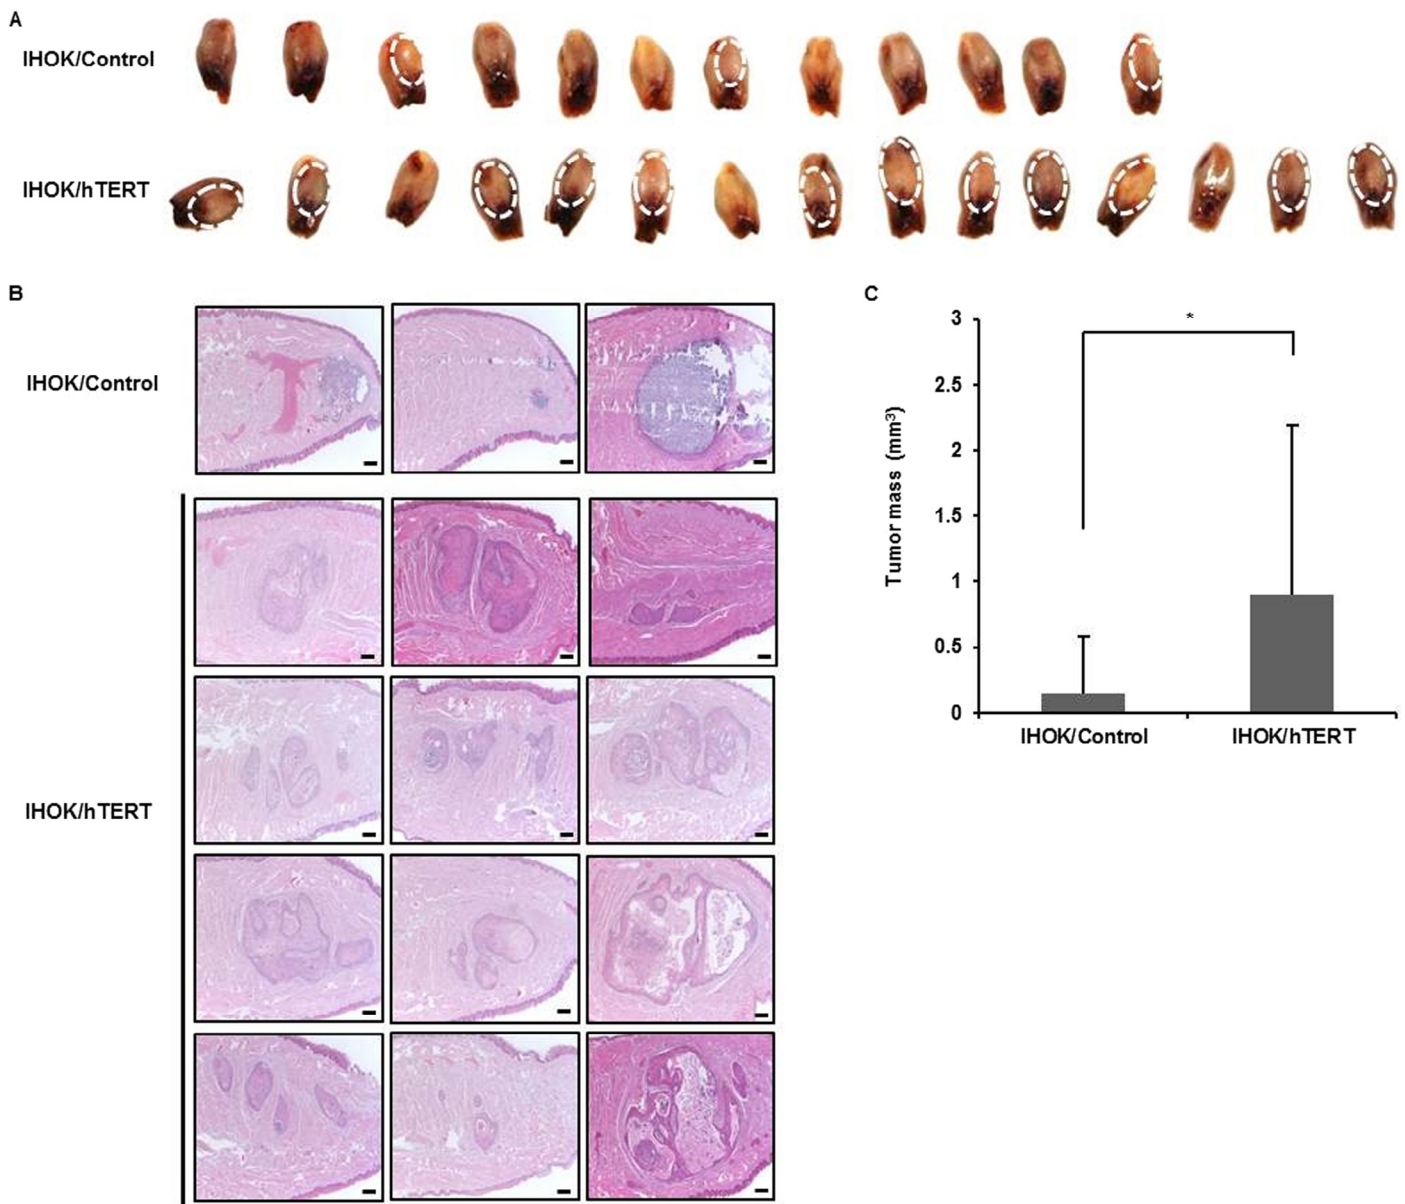 A
IHOK/Control
IHOK/hTERT
B
IHOK/Control
IHOK/hTERT
C
3
2.5
2
1.5
1
0.5
0
Tumor mass (mm³)
*
IHOK/Control
IHOK/hTERT